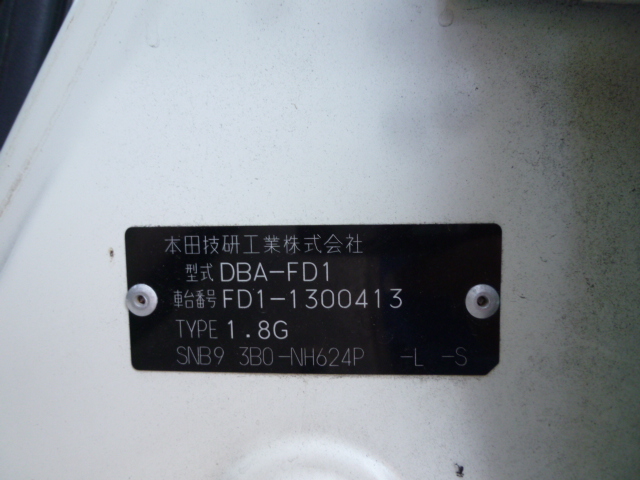 本田技研工業株式会社
型式 DBA-FD1
車台番号 FD1-1300413
TYPE 1.8G
SNB9 3B0-NH624P -L -S